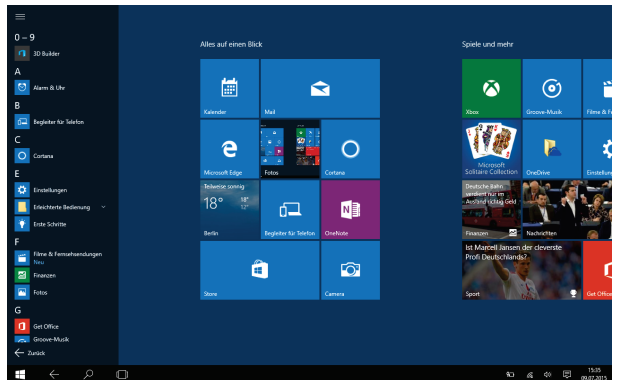 0 – 9
3D Builder
A
Alarm & Uhr
B
Begleiter für Telefon
C
Cortana
E
Einstellungen
Erleichterte Bedienung
Erste Schritte
F
Filme & Fernsehsendungen
Neu
Finanzen
Fotos
G
Get Office
Groove-Musik
Zurück
Alles auf einen Blick
Kalender
Mail
Microsoft Edge
Fotos
Cortana
Teilweise sonnig
18°
18°
12°
Berlin
Begleiter für Telefon
OneNote
Store
Camera
Spiele und mehr
Xbox
Groove-Musik
Filme & F
Microsoft
Solitaire Collection
OneDrive
Einstellun
Deutsche Bahn
verdient nur im
Ausland richtig Geld
Finanzen
Nachrichten
Ist Marcell Jansen der cleverste
Profi Deutschlands?
Sport
Get Office
15:35
09.07.2015